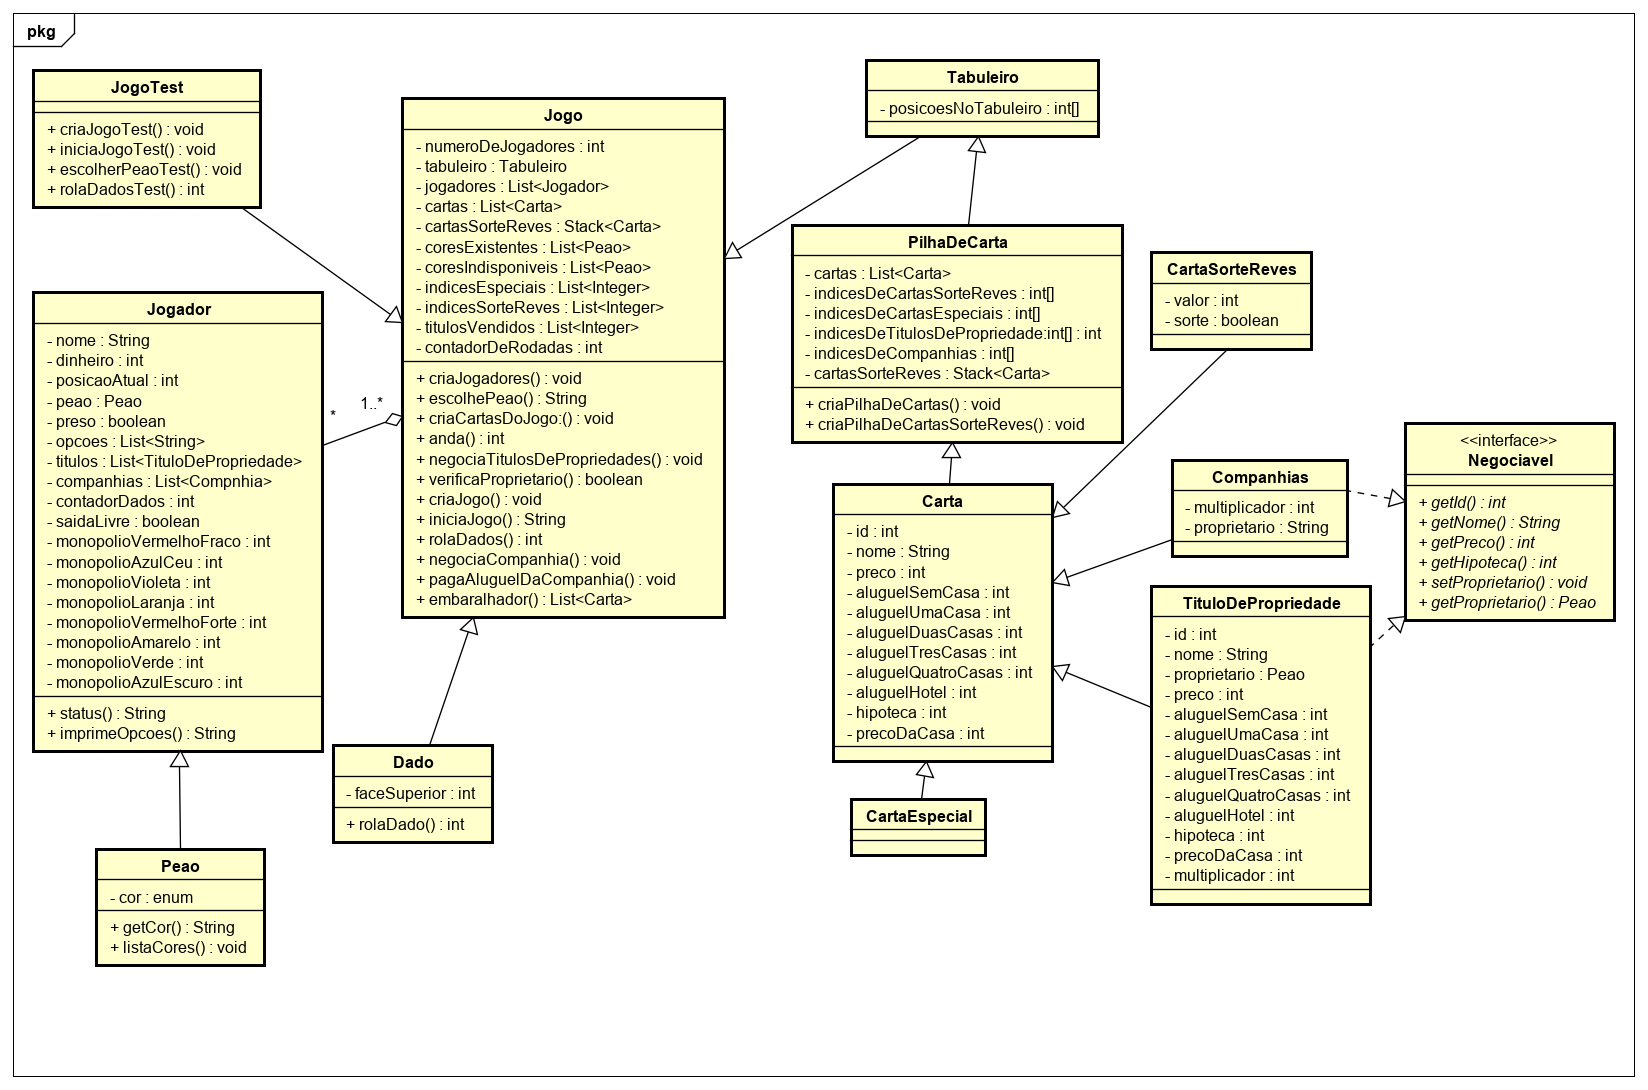 pkg
JogoTest
+ criaJogoTest() : void
+ iniciaJogoTest() : void
+ escolherPeaoTest() : void
+ rolaDadosTest() : int
Jogo
- numeroDeJogadores : int
- tabuleiro : Tabuleiro
- jogadores : List<Jogador>
- cartas : List<Carta>
- cartasSorteReves : Stack<Carta>
- coresExistentes : List<Peao>
- coresIndisponiveis : List<Peao>
- indicesEspeciais : List<Integer>
- indicesSorteReves : List<Integer>
- titulosVendidos : List<Integer>
- contadorDeRodadas : int
+ criaJogadores() : void
+ escolhePeao() : String
+ criaCartasDoJogo:() : void
+ anda() : int
+ negociaTitulosDePropriedades() : void
+ verificaProprietario() : boolean
+ criaJogo() : void
+ iniciaJogo() : String
+ rolaDados() : int
+ negociaCompanhia() : void
+ pagaAluguelDaCompanhia() : void
+ embaralhador() : List<Carta>
Tabuleiro
- posicoesNoTabuleiro : int[]
PilhaDeCarta
- cartas : List<Carta>
- indicesDeCartasSorteReves : int[]
- indicesDeCartasEspeciais : int[]
- indicesDeTitulosDePropriedade:int[] : int
- indicesDeCompanhias : int[]
- cartasSorteReves : Stack<Carta>
+ criaPilhaDeCartas() : void
+ criaPilhaDeCartasSorteReves() : void
CartaSorteReves
- valor : int
- sorte : boolean
Jogador
- nome : String
- dinheiro : int
- posicaoAtual : int
- peao : Peao
- preso : boolean
- opcoes : List<String>
- titulos : List<TituloDePropriedade>
- companhias : List<Compnhia>
- contadorDados : int
- saidaLivre : boolean
- monopolioVermelhoFraco : int
- monopolioAzulCeu : int
- monopolioVioleta : int
- monopolioLaranja : int
- monopolioVermelhoForte : int
- monopolioAmarelo : int
- monopolioVerde : int
- monopolioAzulEscuro : int
+ status() : String
+ imprimeOpcoes() : String
*
1..*
Companhias
- multiplicador : int
- proprietario : String
<<interface>>
Negociavel
+ getId() : int
+ getNome() : String
+ getPreco() : int
+ getHipoteca() : int
+ setProprietario() : void
+ getProprietario() : Peao
Carta
- id : int
- nome : String
- preco : int
- aluguelSemCasa : int
- aluguelUmaCasa : int
- aluguelDuasCasas : int
- aluguelTresCasas : int
- aluguelQuatroCasas : int
- aluguelHotel : int
- hipoteca : int
- precoDaCasa : int
TituloDePropriedade
- id : int
- nome : String
- proprietario : Peao
- preco : int
- aluguelSemCasa : int
- aluguelUmaCasa : int
- aluguelDuasCasas : int
- aluguelTresCasas : int
- aluguelQuatroCasas : int
- aluguelHotel : int
- hipoteca : int
- precoDaCasa : int
- multiplicador : int
Dado
- faceSuperior : int
+ rolaDado() : int
CartaEspecial
Peao
- cor : enum
+ getCor() : String
+ listaCores() : void